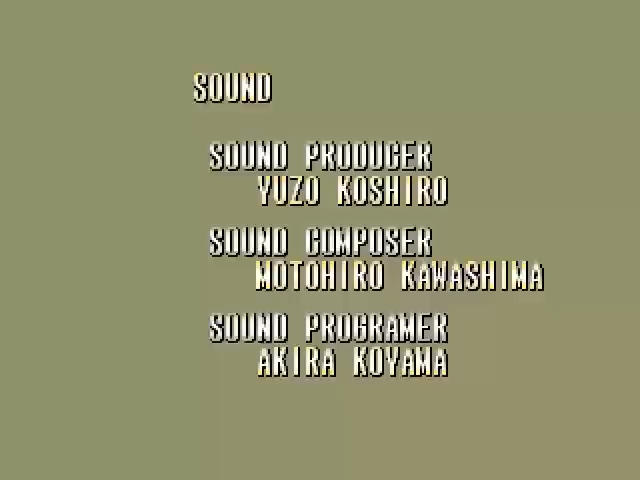 SOUND
SOUND PRODUCER
YUZO KOSHIRO
SOUND COMPOSER
MOTOHIRO KAWASHIMA
SOUND PROGRAMER
AKIRA KOYAMA